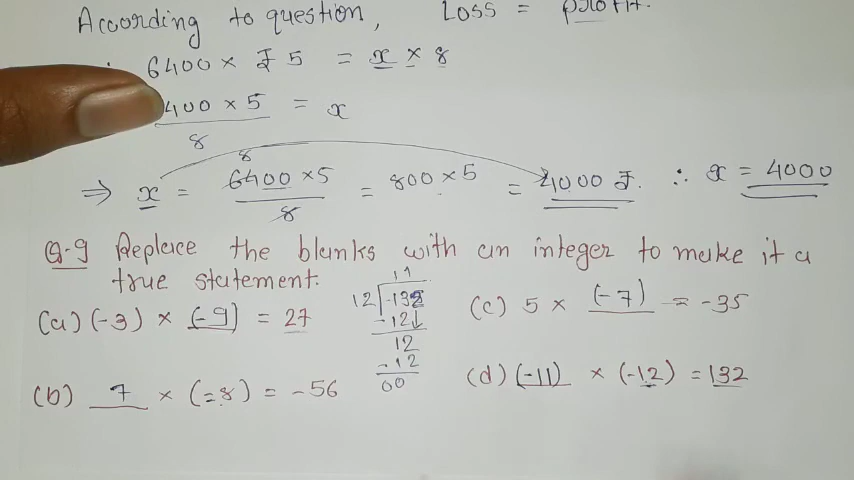 According to question, Loss = profit.
∴ 6400 × ₹ 5 = x × 8
400 × 5 / 8 = x
⇒ x = 6400 × 5 / 8 = 800 × 5 = 4000 ₹. ∴ x = 4000
8
Q-9 Replace the blanks with an integer to make it a
true statement.
(a) (-3) × (-9) = 27
11
12 -132
-12↓
12
-12
00
(c) 5 × (-7) = -35
(b) 7 × (-8) = -56
(d) (-11) × (-12) = 132